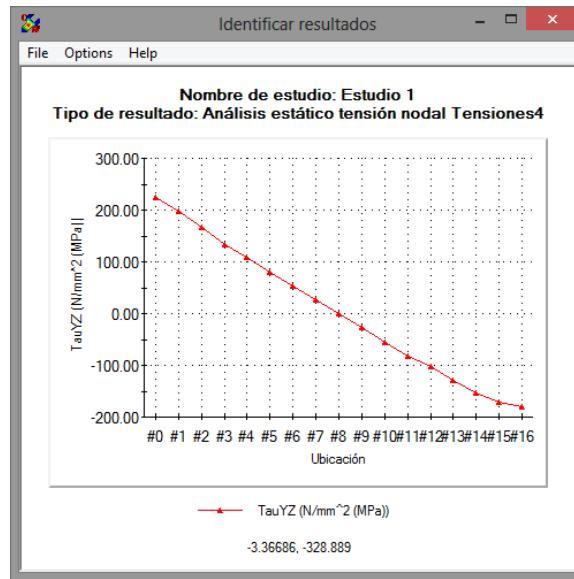 Identificar resultados
File Options Help
Nombre de estudio: Estudio 1
Tipo de resultado: Análisis estático tensión nodal Tensiones4
300.00
200.00
100.00
0.00
-100.00
-200.00
TauYZ (N/mm^2 (MPa))
#0 #1 #2 #3 #4 #5 #6 #7 #8 #9 #10 #11 #12 #13 #14 #15 #16
Ubicación
TauYZ (N/mm^2 (MPa))
-3.36686, -328.889